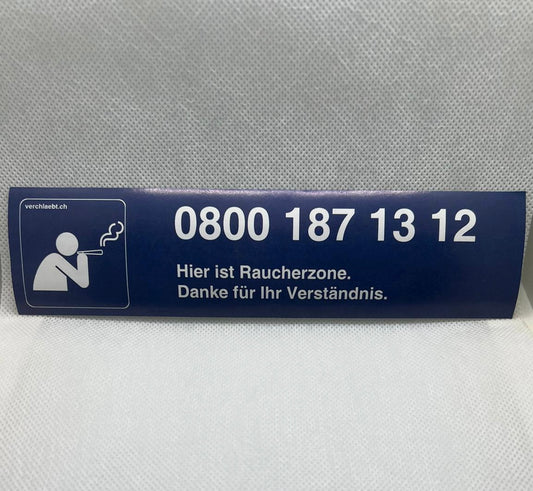 verchlaebt.ch
0800 187 13 12
Hier ist Raucherzone.
Danke für Ihr Verständnis.